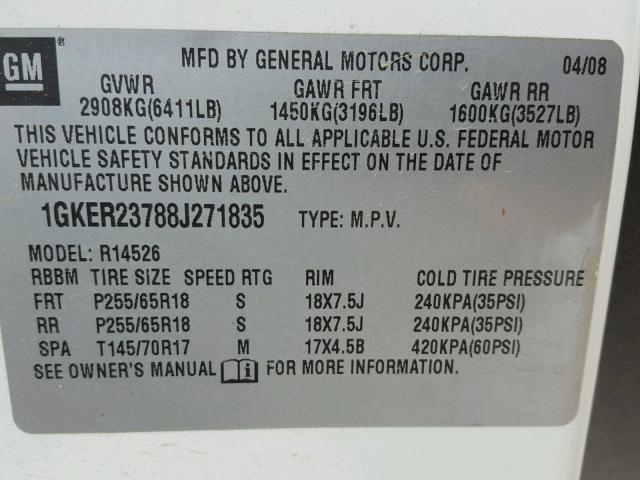 GM ®
MFD BY GENERAL MOTORS CORP. 04/08
GVWR GAWR FRT GAWR RR
2908KG(6411LB) 1450KG(3196LB) 1600KG(3527LB)
THIS VEHICLE CONFORMS TO ALL APPLICABLE U.S. FEDERAL MOTOR
VEHICLE SAFETY STANDARDS IN EFFECT ON THE DATE OF
MANUFACTURE SHOWN ABOVE.
1GKER23788J271835 TYPE: M.P.V.
MODEL: R14526
RBBM TIRE SIZE SPEED RTG RIM COLD TIRE PRESSURE
FRT P255/65R18 S 18X7.5J 240KPA(35PSI)
RR P255/65R18 S 18X7.5J 240KPA(35PSI)
SPA T145/70R17 M 17X4.5B 420KPA(60PSI)
SEE OWNER'S MANUAL FOR MORE INFORMATION.